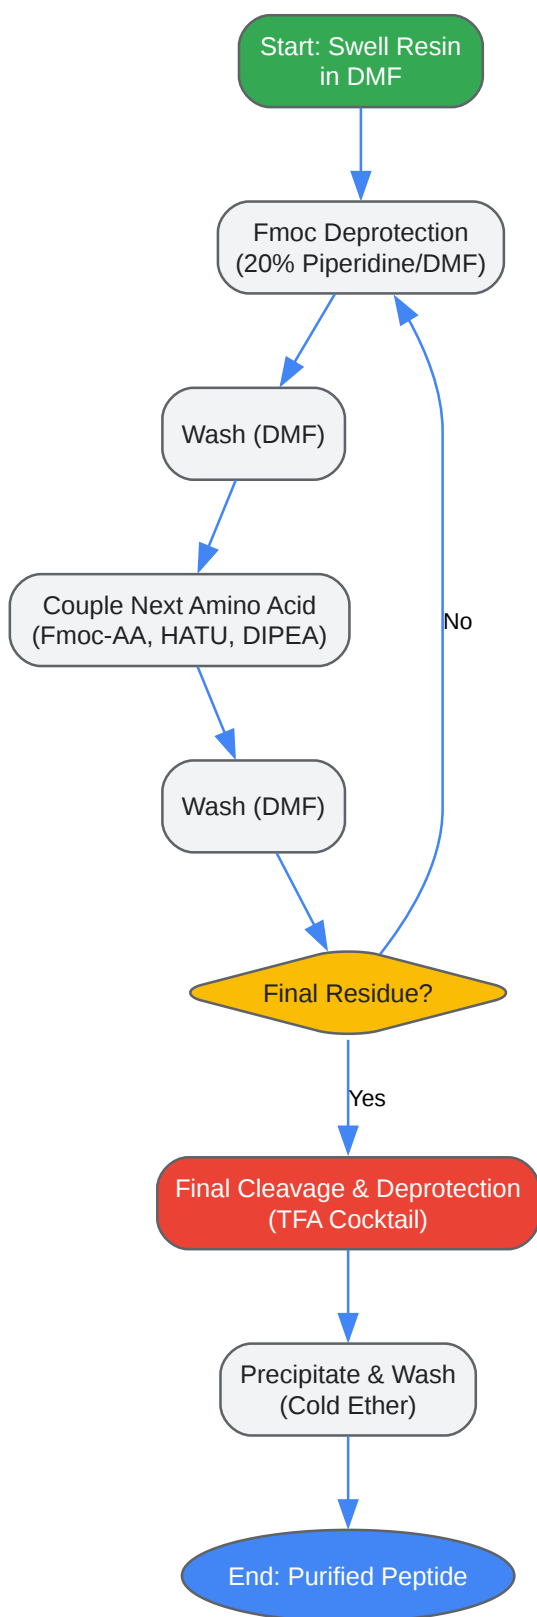 Start: Swell Resin
in DMF
Fmoc Deprotection
(20% Piperidine/DMF)
Wash (DMF)
Couple Next Amino Acid
(Fmoc-AA, HATU, DIPEA)
No
Wash (DMF)
Final Residue?
Yes
Final Cleavage & Deprotection
(TFA Cocktail)
Precipitate & Wash
(Cold Ether)
End: Purified Peptide